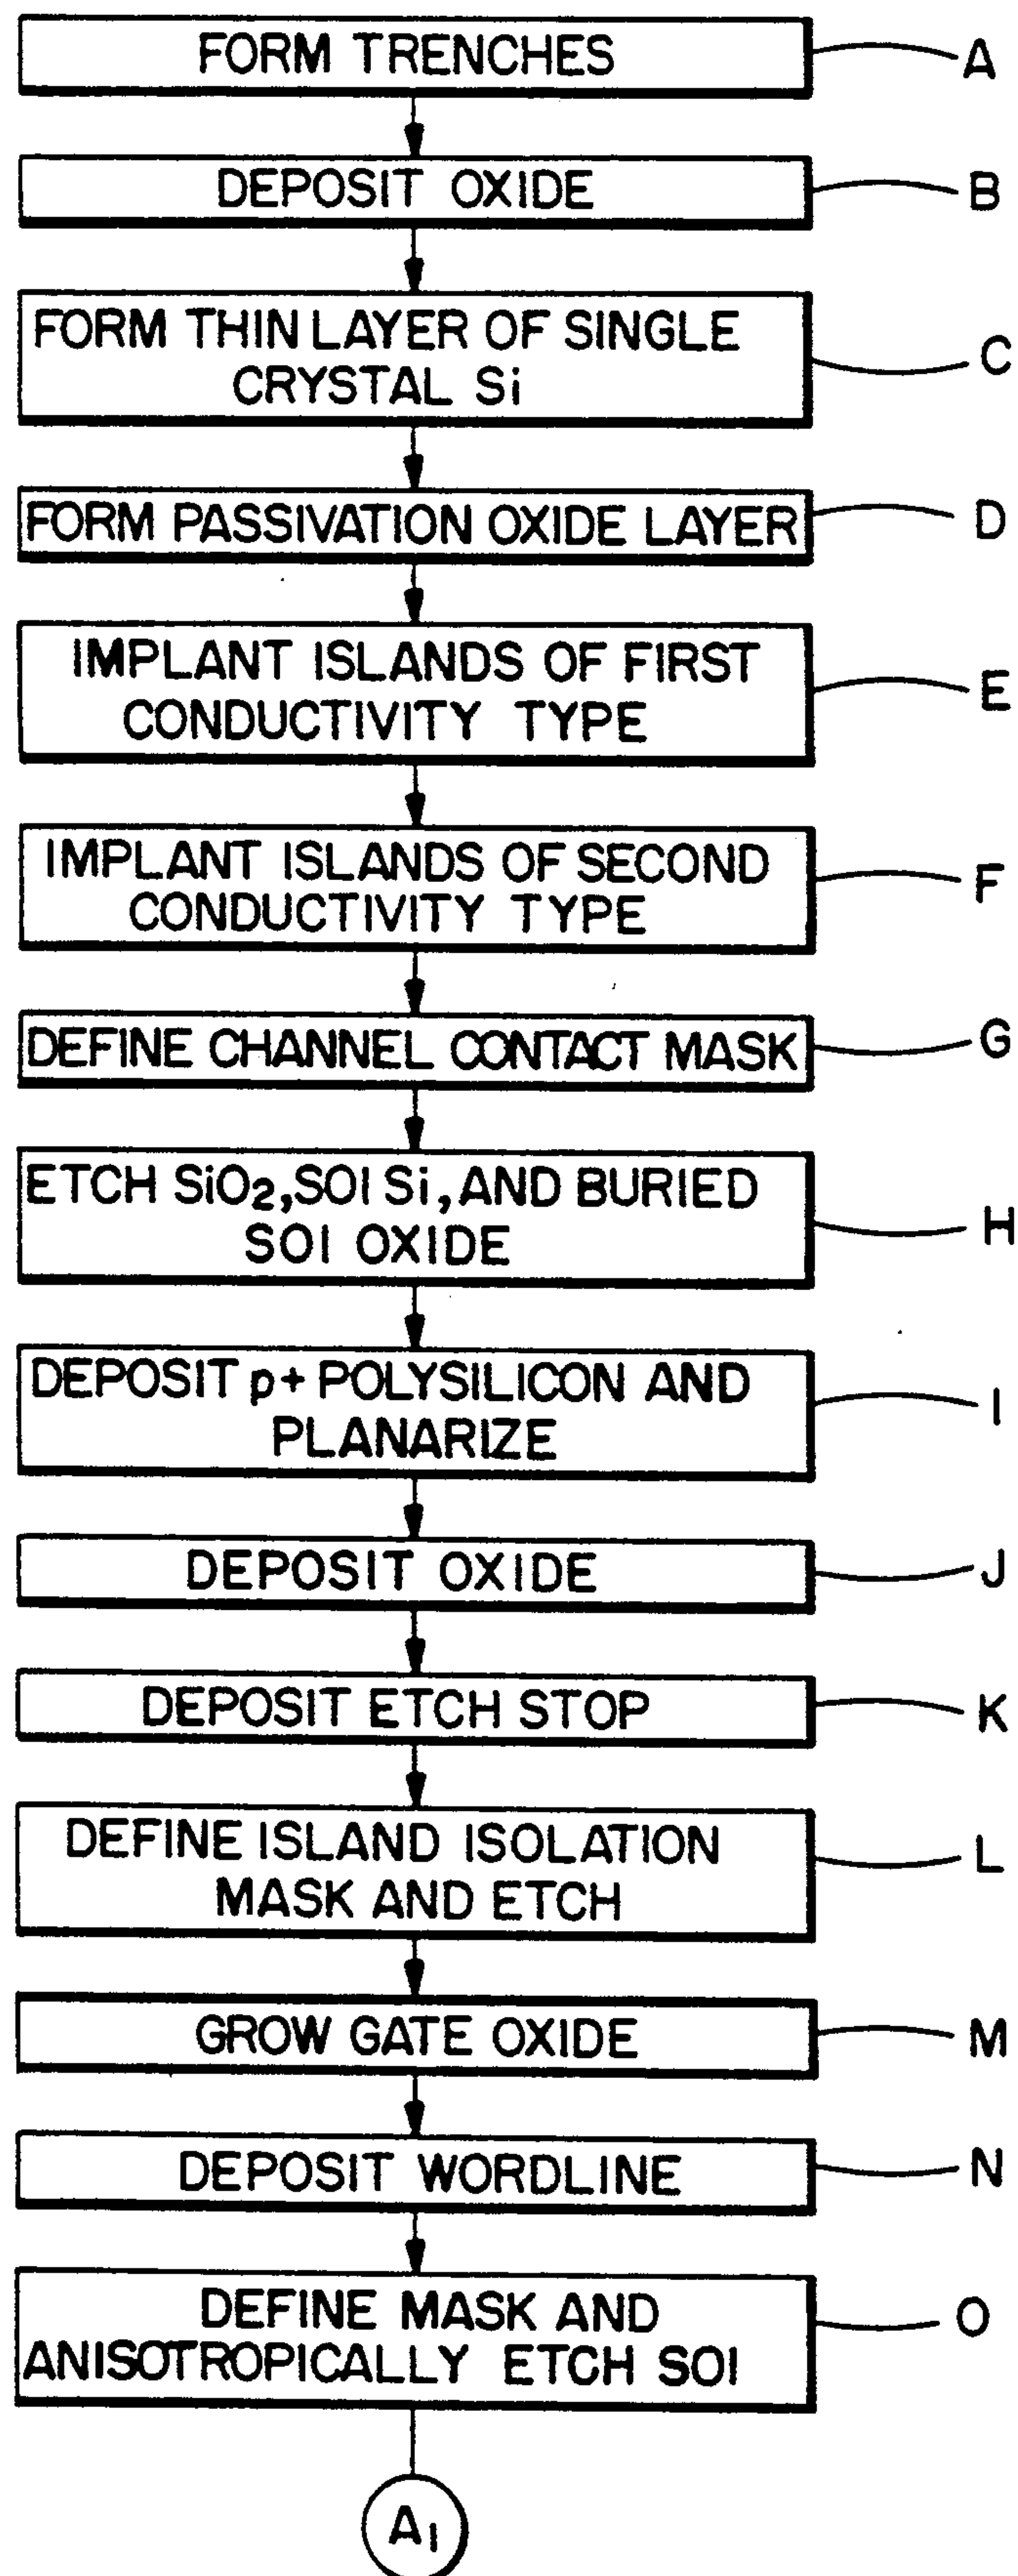 FORM TRENCHES
A
DEPOSIT OXIDE
B
FORM THIN LAYER OF SINGLE
CRYSTAL Si
C
FORM PASSIVATION OXIDE LAYER
D
IMPLANT ISLANDS OF FIRST
CONDUCTIVITY TYPE
E
IMPLANT ISLANDS OF SECOND
CONDUCTIVITY TYPE
F
DEFINE CHANNEL CONTACT MASK
G
ETCH SiO₂, SOI Si, AND BURIED
SOI OXIDE
H
DEPOSIT p+ POLYSILICON AND
PLANARIZE
I
DEPOSIT OXIDE
J
DEPOSIT ETCH STOP
K
DEFINE ISLAND ISOLATION
MASK AND ETCH
L
GROW GATE OXIDE
M
DEPOSIT WORDLINE
N
DEFINE MASK AND
ANISOTROPICALLY ETCH SOI
O
A₁